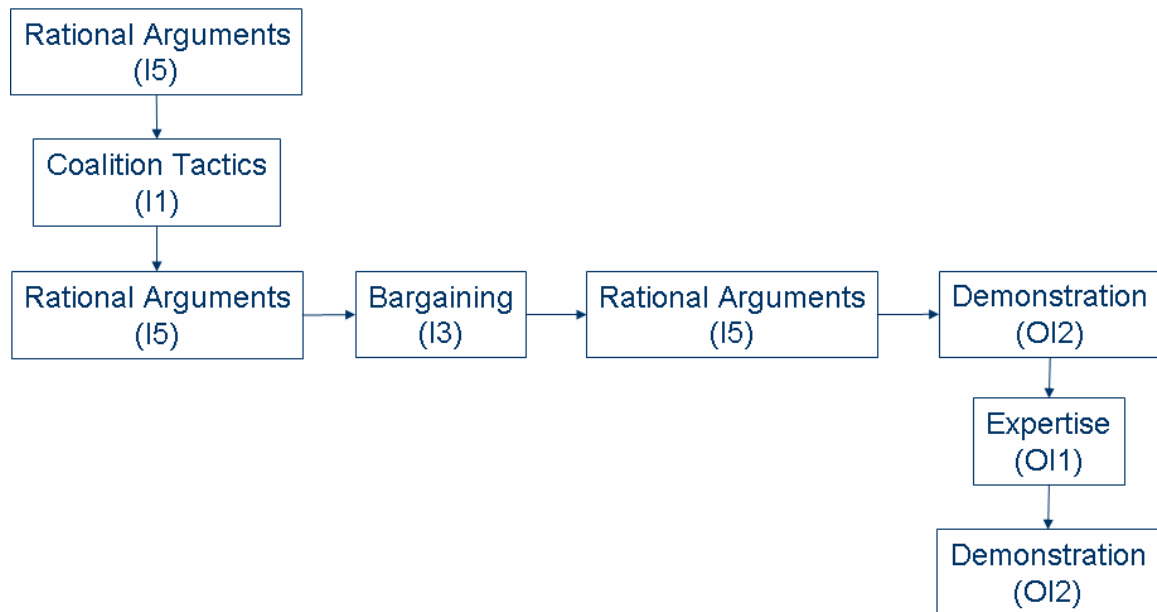 Rational Arguments
(I5)
Coalition Tactics
(I1)
Rational Arguments
(I5)
Bargaining
(I3)
Rational Arguments
(I5)
Demonstration
(OI2)
Expertise
(OI1)
Demonstration
(OI2)